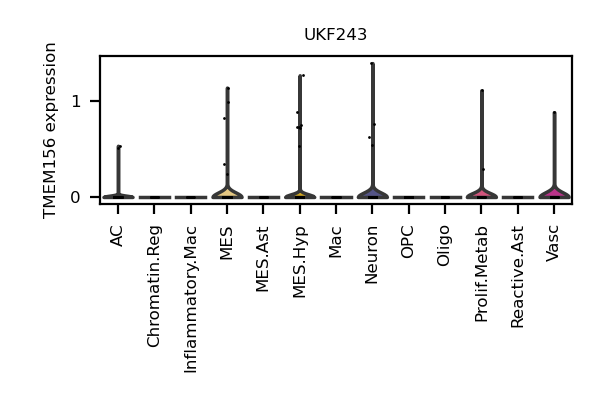 UKF243
TMEM156 expression
1
0
AC
Chromatin.Reg
Inflammatory.Mac
MES
MES.Ast
MES.Hyp
Mac
Neuron
OPC
Oligo
Prolif.Metab
Reactive.Ast
Vasc